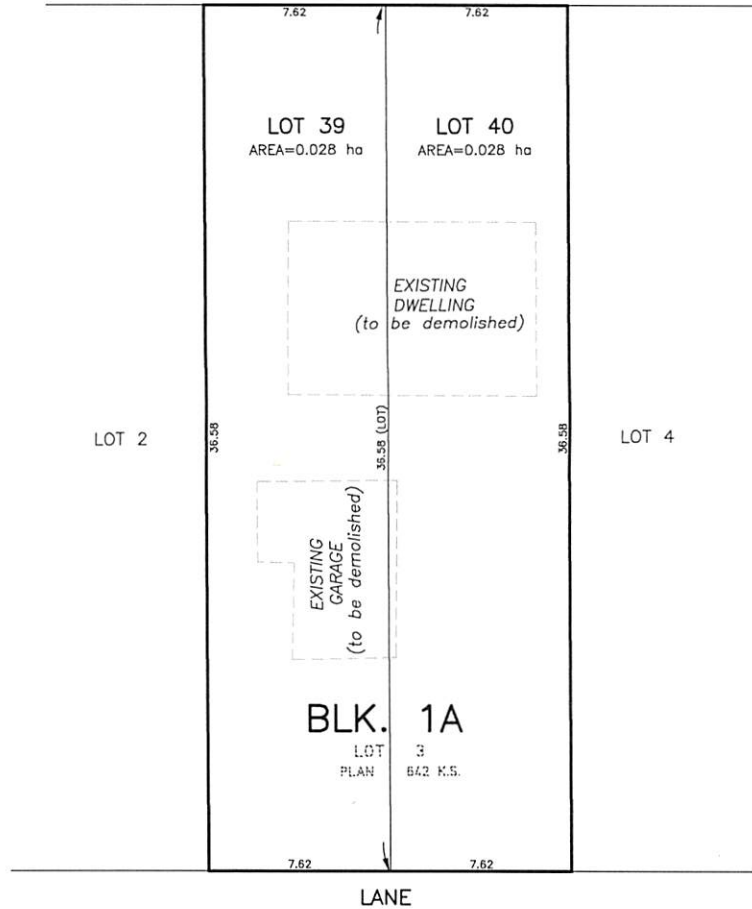 7.62 7.62
LOT 39
AREA=0.028 ha
LOT 40
AREA=0.028 ha
EXISTING
DWELLING
(to be demolished)
LOT 2
36.58
36.58 (LOT)
36.58
LOT 4
EXISTING
GARAGE
(to be demolished)
BLK. 1A
LOT 3
PLAN 642 K.S.
7.62 7.62
LANE